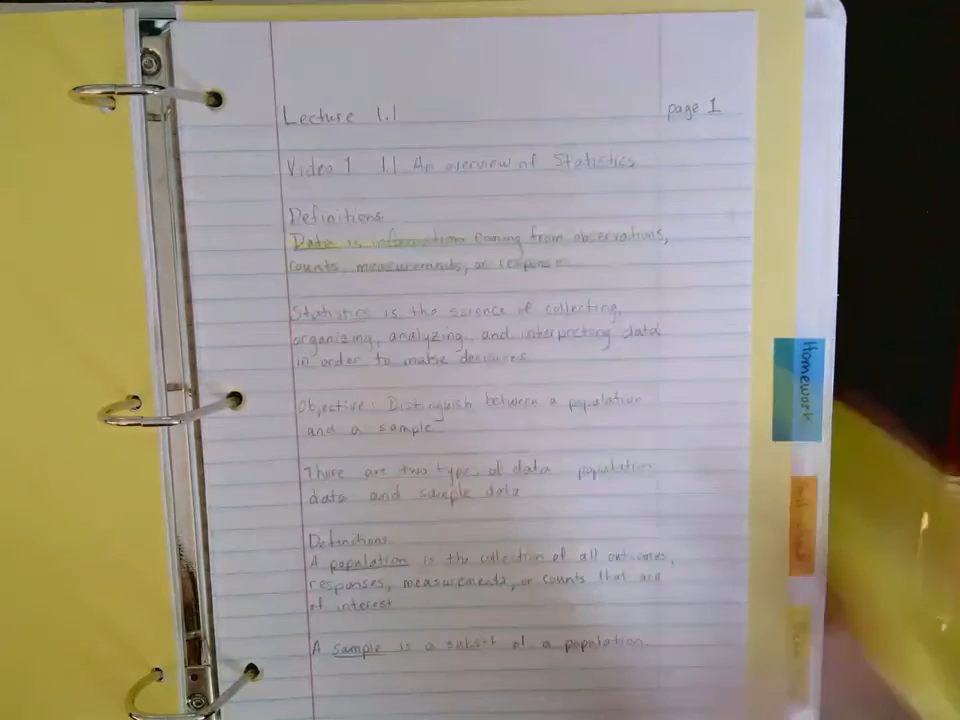 Lecture 1.1
page 1
Video 1 1.1 An overview of Statistics
Definitions
Data is information coming from observations,
counts, measurements, or response
Statistics is the science of collecting,
organizing, analyzing, and interpreting data
in order to make decisions
Objective: Distinguish between a population
and a sample
There are two types of data population
data and sample data
Definitions
A population is the collection of all outcomes,
responses, measurements, or counts that are
of interest
A sample is a subset of a population.
Homework